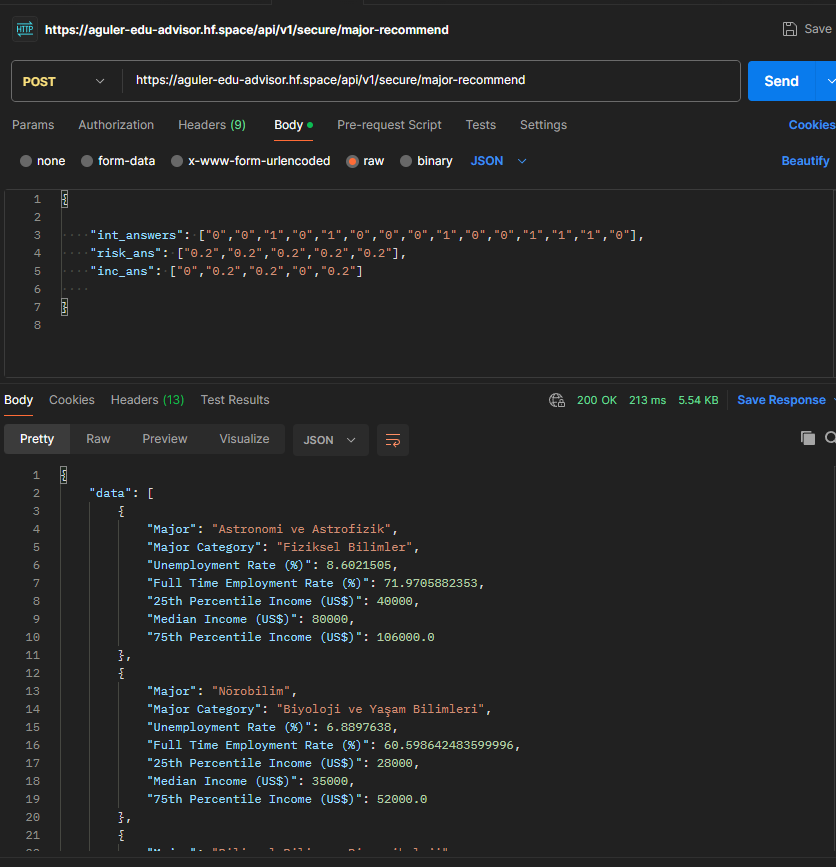 HTTP https://aguler-edu-advisor.hf.space/api/v1/secure/major-recommend Save
POST https://aguler-edu-advisor.hf.space/api/v1/secure/major-recommend Send
Params Authorization Headers (9) Body Pre-request Script Tests Settings Cookies
none form-data x-www-form-urlencoded raw binary JSON Beautify
1 {
2
3 ····"int_answers":·["0","0","1","0","1","0","0","0","1","0","0","1","1","1","0"],
4 ····"risk_ans":·["0.2","0.2","0.2","0.2","0.2"],
5 ····"inc_ans":·["0","0.2","0.2","0","0.2"]
6 ····
7 }
8
Body Cookies Headers (13) Test Results 200 OK 213 ms 5.54 KB Save Response
Pretty Raw Preview Visualize JSON
1 {
2 "data": [
3 {
4 "Major": "Astronomi ve Astrofizik",
5 "Major Category": "Fiziksel Bilimler",
6 "Unemployment Rate (%)": 8.6021505,
7 "Full Time Employment Rate (%)": 71.9705882353,
8 "25th Percentile Income (US$)": 40000,
9 "Median Income (US$)": 80000,
10 "75th Percentile Income (US$)": 106000.0
11 },
12 {
13 "Major": "Nörobilim",
14 "Major Category": "Biyoloji ve Yaşam Bilimleri",
15 "Unemployment Rate (%)": 6.8897638,
16 "Full Time Employment Rate (%)": 60.598642483599996,
17 "25th Percentile Income (US$)": 28000,
18 "Median Income (US$)": 35000,
19 "75th Percentile Income (US$)": 52000.0
20 },
21 {